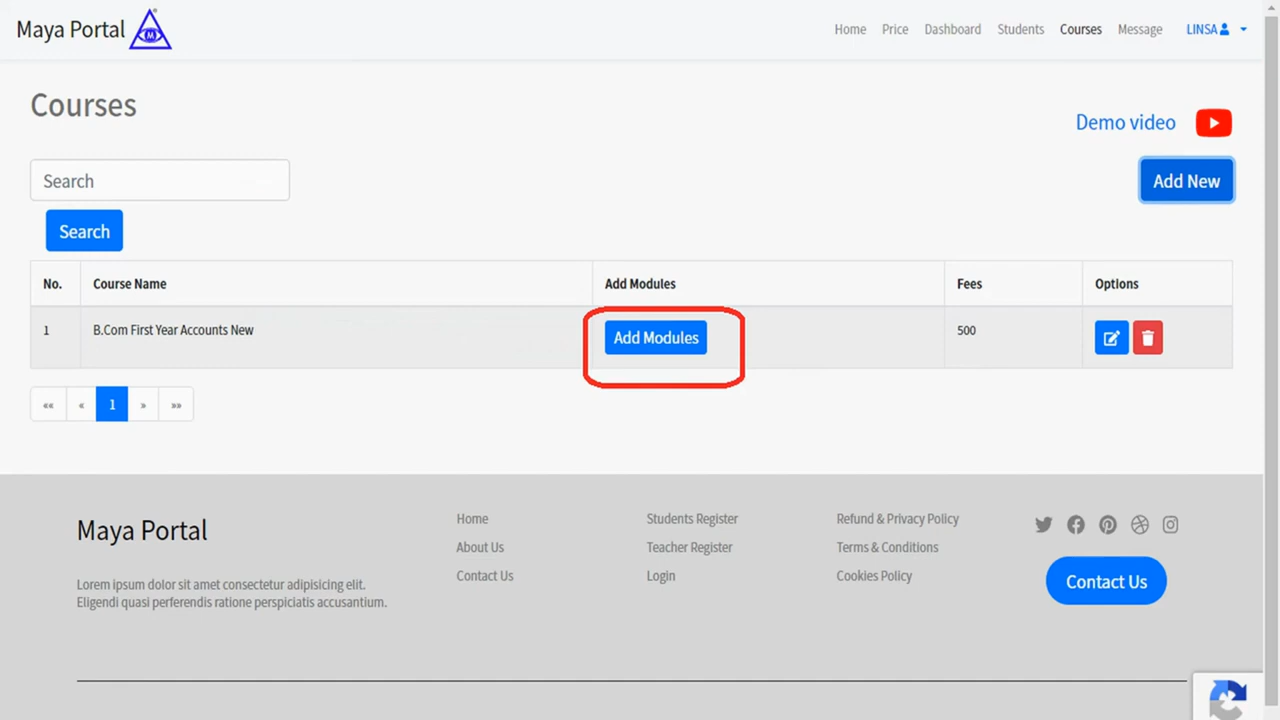 Maya Portal
Home Price Dashboard Students Courses Message LINSA
Courses
Demo video
Search
Add New
Search
No. Course Name Add Modules Fees Options
1 B.Com First Year Accounts New Add Modules 500
«« « 1 » »»
Maya Portal
Lorem ipsum dolor sit amet consectetur adipisicing elit.
Eligendi quasi perferendis ratione perspiciatis accusantium.
Home
About Us
Contact Us
Students Register
Teacher Register
Login
Refund & Privacy Policy
Terms & Conditions
Cookies Policy
Contact Us